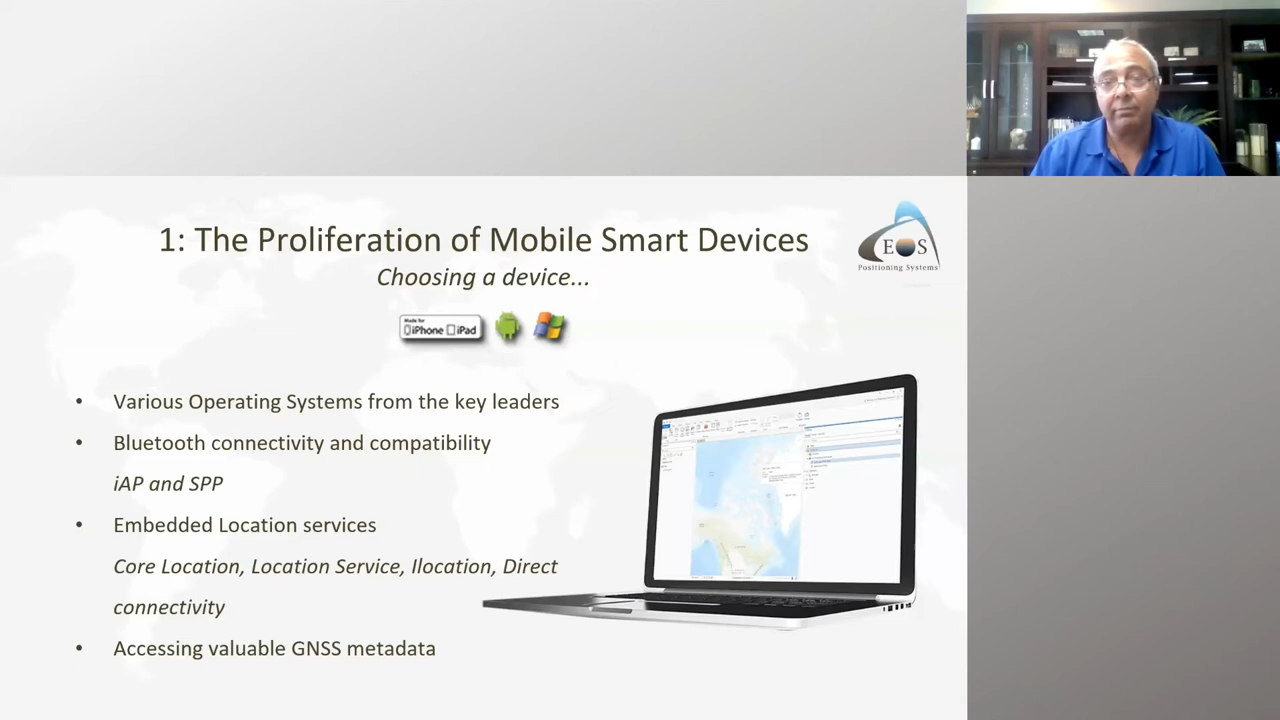 1: The Proliferation of Mobile Smart Devices
Choosing a device...
EOS
Positioning Systems
Made for
iPhone iPad
• Various Operating Systems from the key leaders
• Bluetooth connectivity and compatibility
iAP and SPP
• Embedded Location services
Core Location, Location Service, Ilocation, Direct
connectivity
• Accessing valuable GNSS metadata